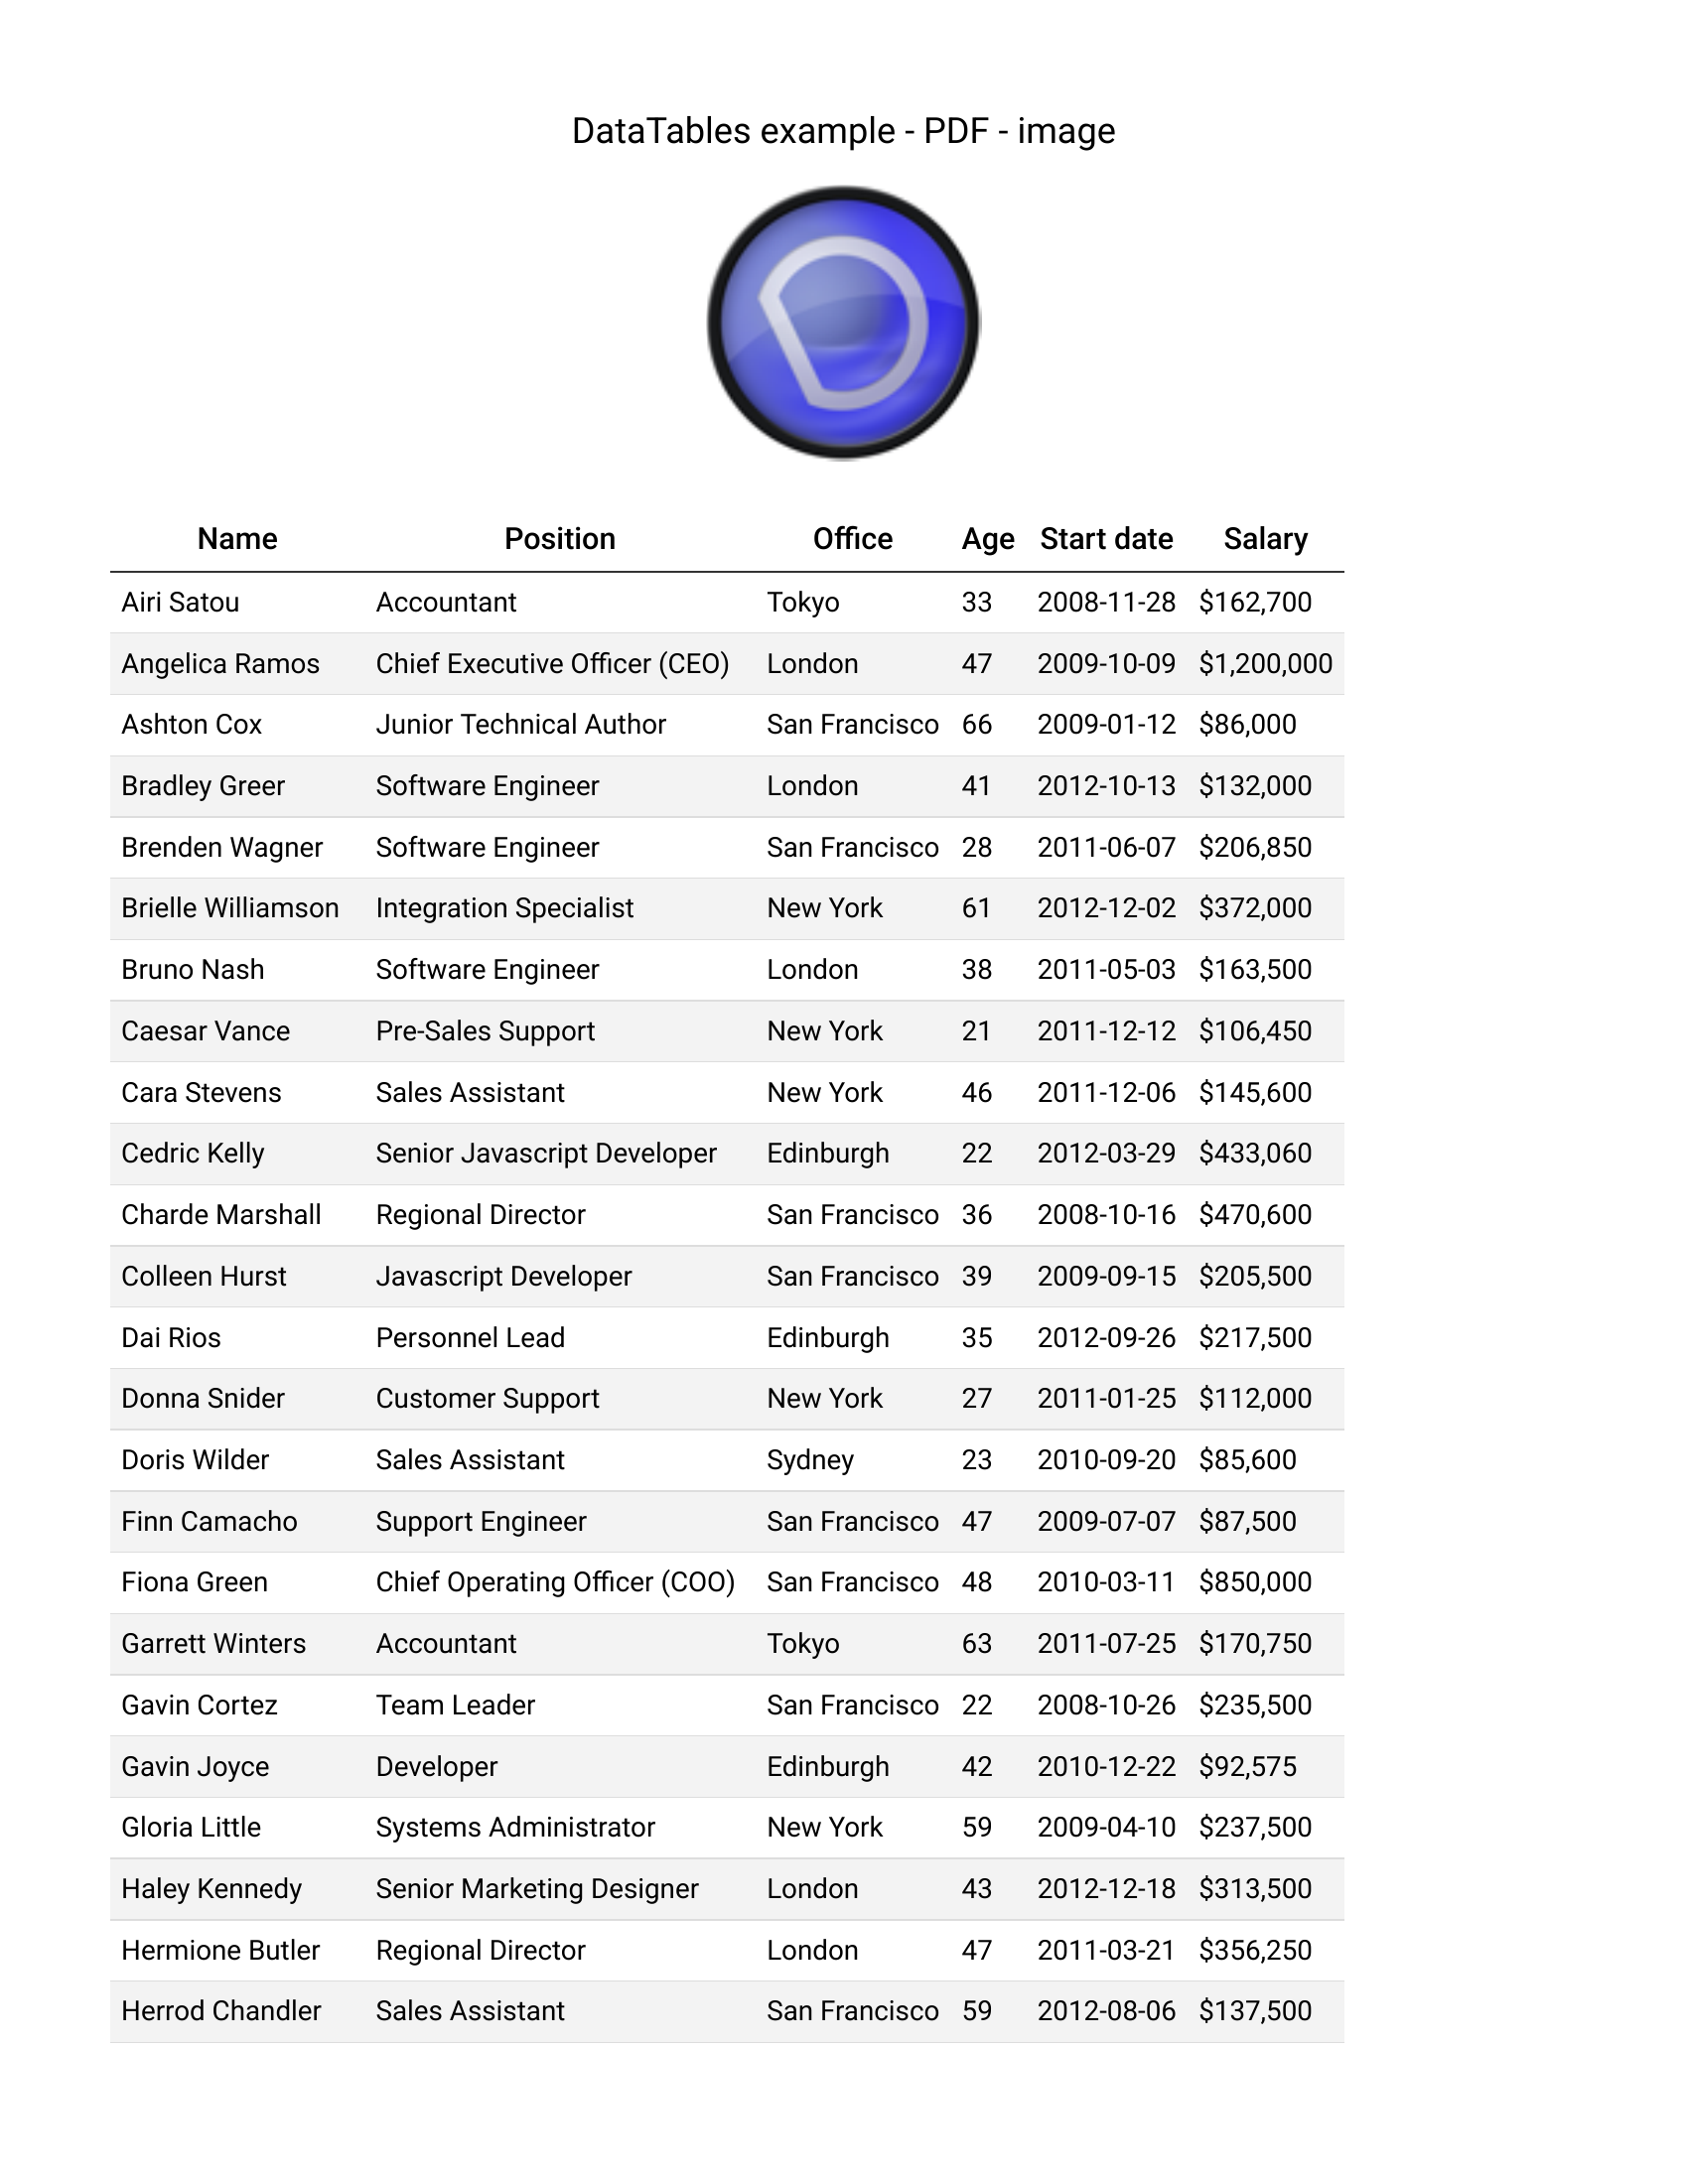 DataTables example - PDF - image
Name Position Office Age Start date Salary
Airi Satou Accountant Tokyo 33 2008-11-28 $162,700
Angelica Ramos Chief Executive Officer (CEO) London 47 2009-10-09 $1,200,000
Ashton Cox Junior Technical Author San Francisco 66 2009-01-12 $86,000
Bradley Greer Software Engineer London 41 2012-10-13 $132,000
Brenden Wagner Software Engineer San Francisco 28 2011-06-07 $206,850
Brielle Williamson Integration Specialist New York 61 2012-12-02 $372,000
Bruno Nash Software Engineer London 38 2011-05-03 $163,500
Caesar Vance Pre-Sales Support New York 21 2011-12-12 $106,450
Cara Stevens Sales Assistant New York 46 2011-12-06 $145,600
Cedric Kelly Senior Javascript Developer Edinburgh 22 2012-03-29 $433,060
Charde Marshall Regional Director San Francisco 36 2008-10-16 $470,600
Colleen Hurst Javascript Developer San Francisco 39 2009-09-15 $205,500
Dai Rios Personnel Lead Edinburgh 35 2012-09-26 $217,500
Donna Snider Customer Support New York 27 2011-01-25 $112,000
Doris Wilder Sales Assistant Sydney 23 2010-09-20 $85,600
Finn Camacho Support Engineer San Francisco 47 2009-07-07 $87,500
Fiona Green Chief Operating Officer (COO) San Francisco 48 2010-03-11 $850,000
Garrett Winters Accountant Tokyo 63 2011-07-25 $170,750
Gavin Cortez Team Leader San Francisco 22 2008-10-26 $235,500
Gavin Joyce Developer Edinburgh 42 2010-12-22 $92,575
Gloria Little Systems Administrator New York 59 2009-04-10 $237,500
Haley Kennedy Senior Marketing Designer London 43 2012-12-18 $313,500
Hermione Butler Regional Director London 47 2011-03-21 $356,250
Herrod Chandler Sales Assistant San Francisco 59 2012-08-06 $137,500